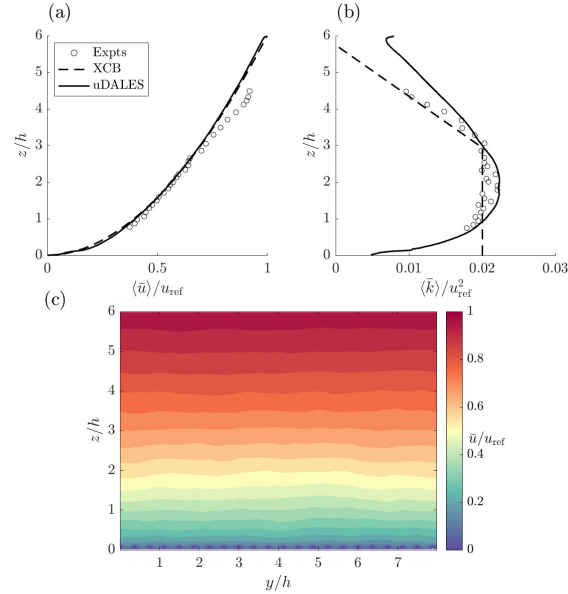 (a)
(b)
6
5
4
3
2
1
0
z/h
Expts
XCB
uDALES
0
0.5
1
⟨ū⟩/u_ref
6
5
4
3
2
1
0
z/h
0
0.01
0.02
0.03
⟨k̄⟩/u²_ref
(c)
6
5
4
3
2
1
0
z/h
1 2 3 4 5 6 7
y/h
1
0.8
0.6
0.4
0.2
0
ū/u_ref